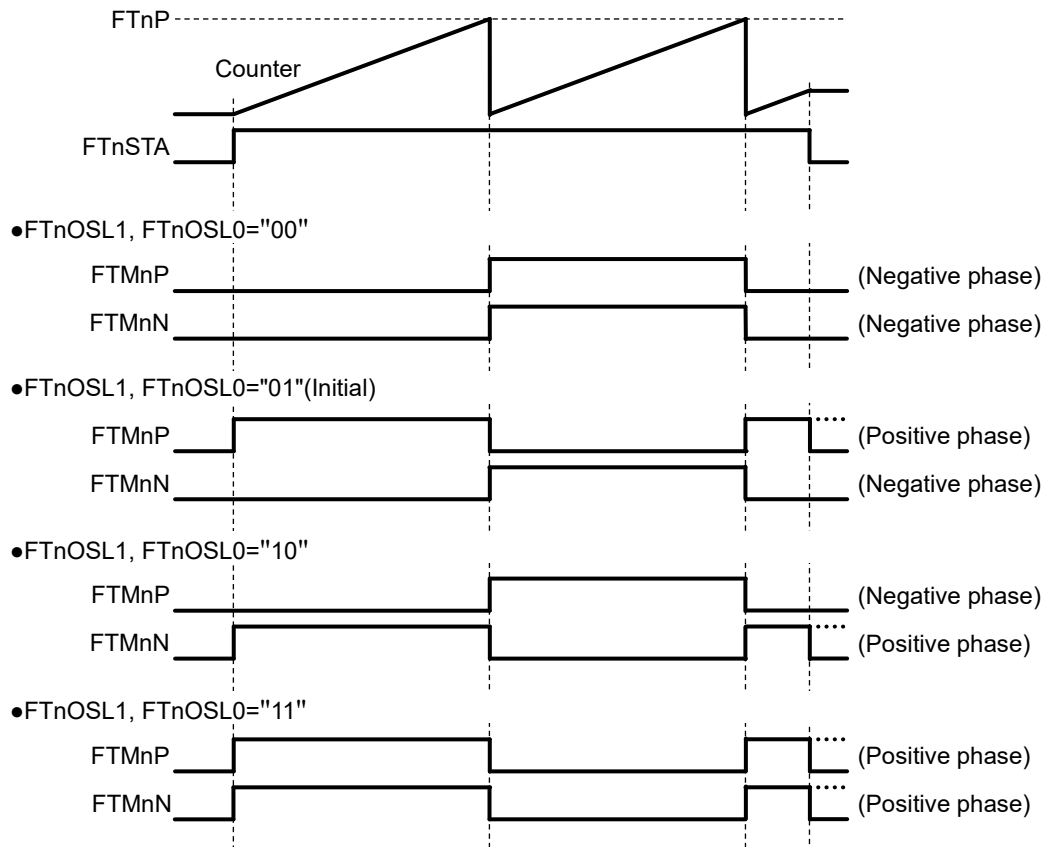 FTnP
Counter
FTnSTA
●FTnOSL1, FTnOSL0="00"
FTMnP (Negative phase)
FTMnN (Negative phase)
●FTnOSL1, FTnOSL0="01"(Initial)
FTMnP (Positive phase)
FTMnN (Negative phase)
●FTnOSL1, FTnOSL0="10"
FTMnP (Negative phase)
FTMnN (Positive phase)
●FTnOSL1, FTnOSL0="11"
FTMnP (Positive phase)
FTMnN (Positive phase)